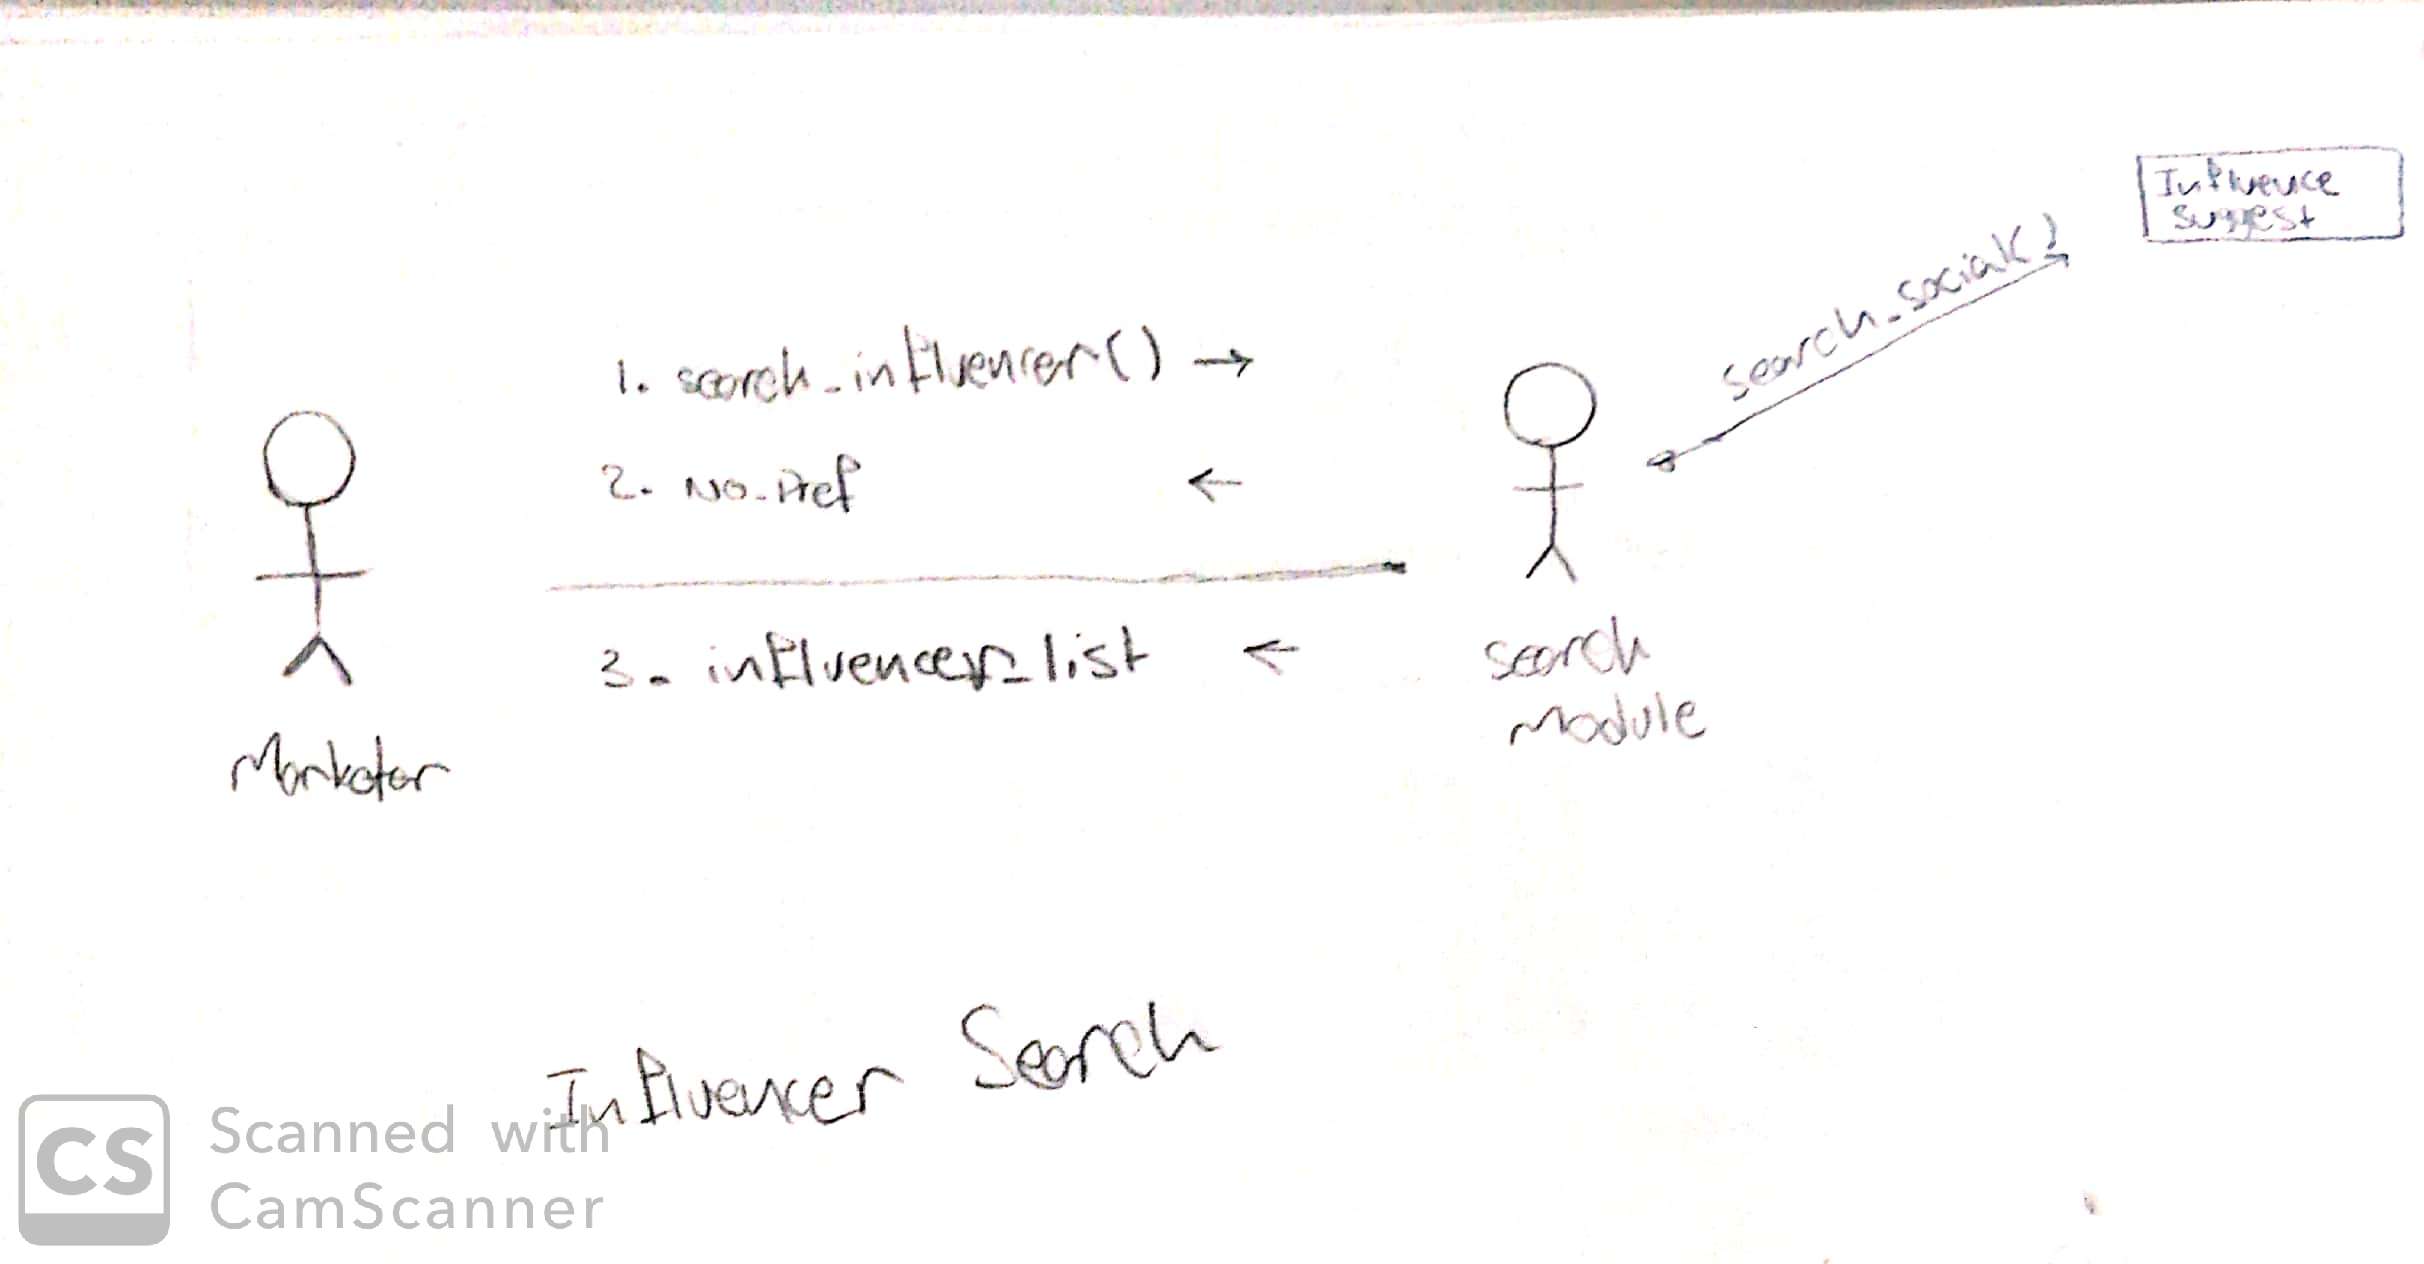 Influence
Suggest
search_social()
1. search_influencer() →
2. No_Pref ←
3. influencer_list ←
Marketer
search
Module
Influencer Search
CS
Scanned with
CamScanner